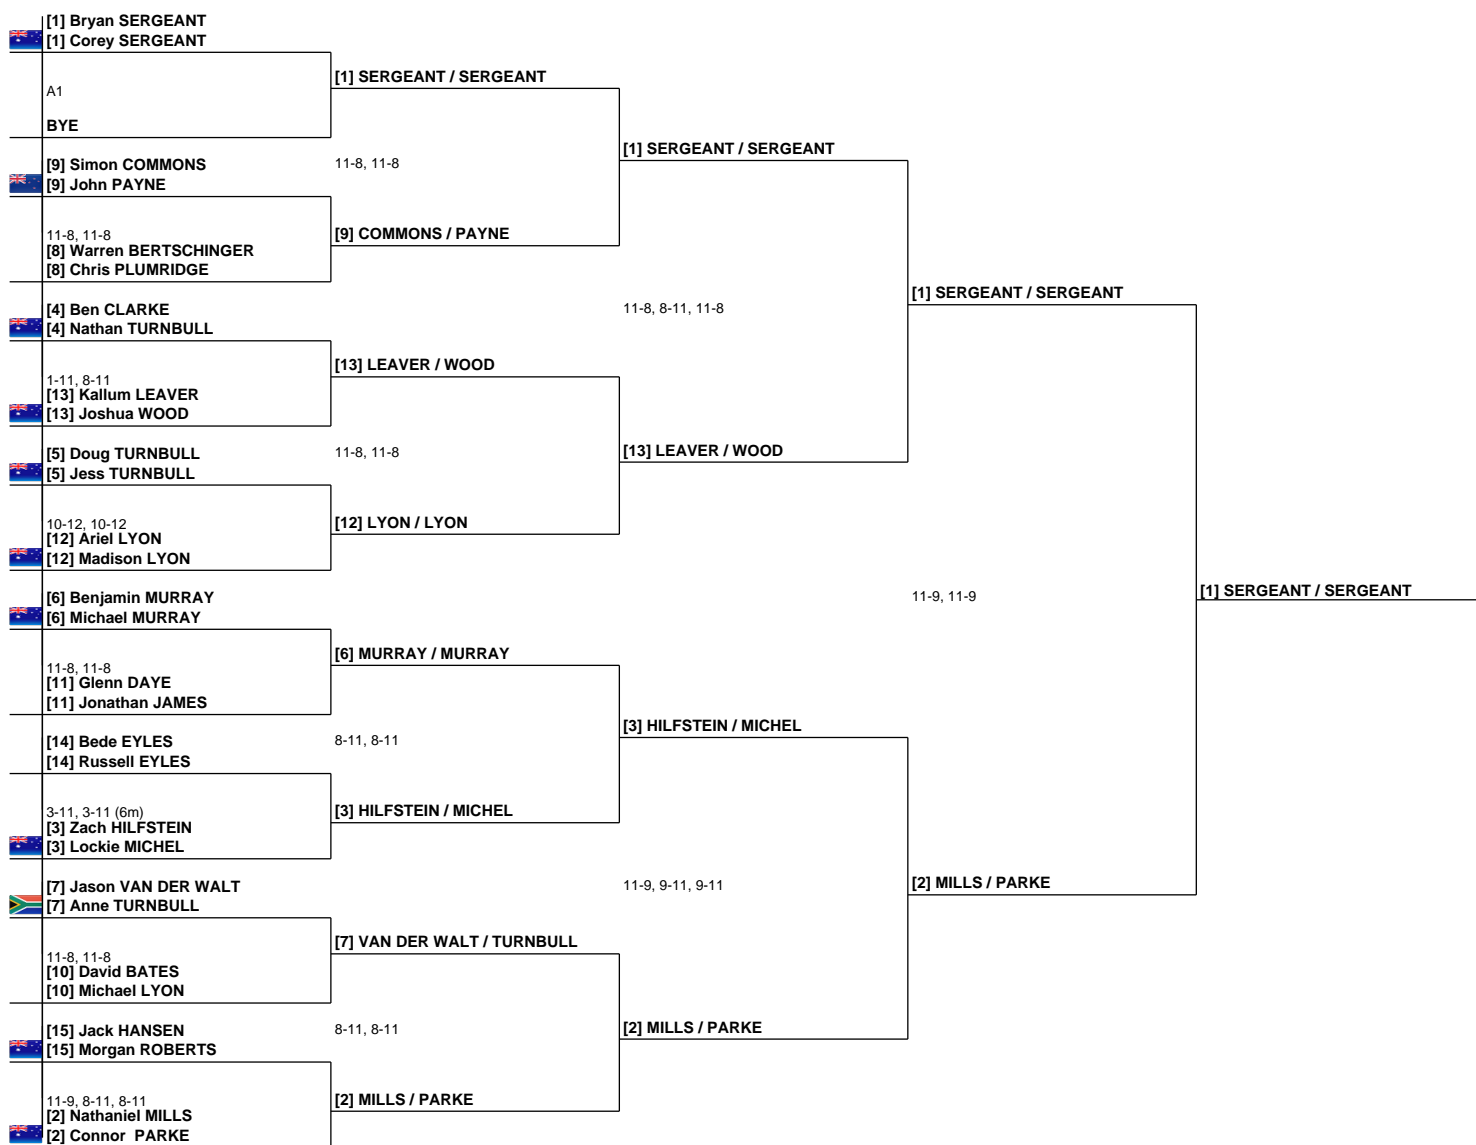 [1] Bryan SERGEANT
[1] Corey SERGEANT
[1] SERGEANT / SERGEANT
A1
BYE
[1] SERGEANT / SERGEANT
[9] Simon COMMONS
11-8, 11-8
[9] John PAYNE
11-8, 11-8
[9] COMMONS / PAYNE
[8] Warren BERTSCHINGER
[8] Chris PLUMRIDGE
[1] SERGEANT / SERGEANT
[4] Ben CLARKE
11-8, 8-11, 11-8
[4] Nathan TURNBULL
[13] LEAVER / WOOD
1-11, 8-11
[13] Kallum LEAVER
[13] Joshua WOOD
[5] Doug TURNBULL
11-8, 11-8
[13] LEAVER / WOOD
[5] Jess TURNBULL
10-12, 10-12
[12] LYON / LYON
[12] Ariel LYON
[12] Madison LYON
[6] Benjamin MURRAY
11-9, 11-9
[1] SERGEANT / SERGEANT
[6] Michael MURRAY
[6] MURRAY / MURRAY
11-8, 11-8
[11] Glenn DAYE
[11] Jonathan JAMES
[3] HILFSTEIN / MICHEL
[14] Bede EYLES
8-11, 8-11
[14] Russell EYLES
3-11, 3-11 (6m)
[3] HILFSTEIN / MICHEL
[3] Zach HILFSTEIN
[3] Lockie MICHEL
[7] Jason VAN DER WALT
11-9, 9-11, 9-11
[2] MILLS / PARKE
[7] Anne TURNBULL
[7] VAN DER WALT / TURNBULL
11-8, 11-8
[10] David BATES
[10] Michael LYON
[15] Jack HANSEN
8-11, 8-11
[2] MILLS / PARKE
[15] Morgan ROBERTS
11-9, 8-11, 8-11
[2] MILLS / PARKE
[2] Nathaniel MILLS
[2] Connor PARKE